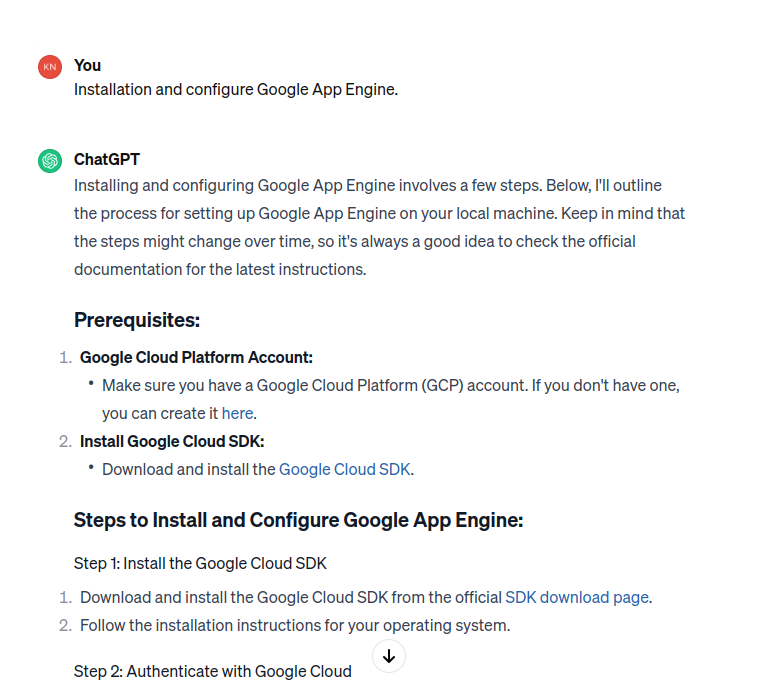 KN
You
Installation and configure Google App Engine.
ChatGPT
Installing and configuring Google App Engine involves a few steps. Below, I'll outline
the process for setting up Google App Engine on your local machine. Keep in mind that
the steps might change over time, so it's always a good idea to check the official
documentation for the latest instructions.
Prerequisites:
1. Google Cloud Platform Account:
• Make sure you have a Google Cloud Platform (GCP) account. If you don't have one,
you can create it here.
2. Install Google Cloud SDK:
• Download and install the Google Cloud SDK.
Steps to Install and Configure Google App Engine:
Step 1: Install the Google Cloud SDK
1. Download and install the Google Cloud SDK from the official SDK download page.
2. Follow the installation instructions for your operating system.
Step 2: Authenticate with Google Cloud